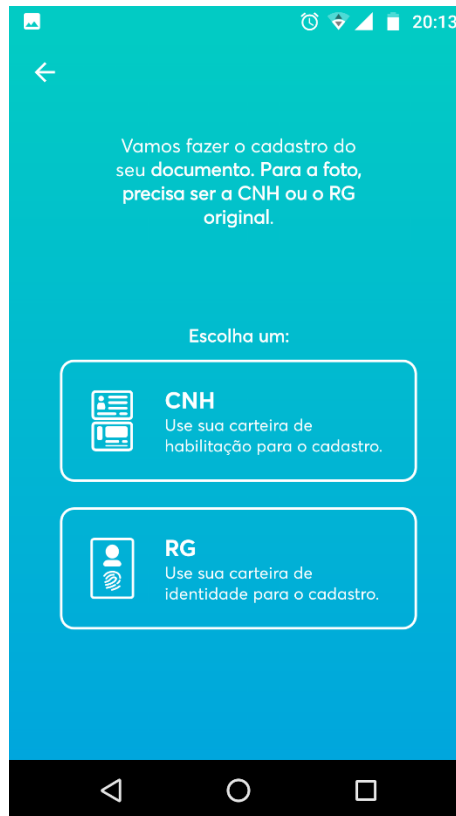 20:13
Vamos fazer o cadastro do
seu documento. Para a foto,
precisa ser a CNH ou o RG
original.
Escolha um:
CNH
Use sua carteira de
habilitação para o cadastro.
RG
Use sua carteira de
identidade para o cadastro.